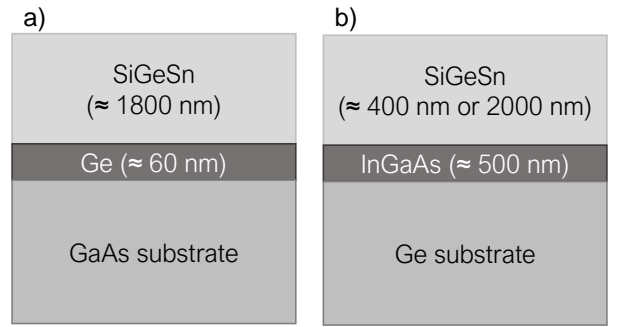 a)
SiGeSn
(≈ 1800 nm)
Ge (≈ 60 nm)
GaAs substrate
b)
SiGeSn
(≈ 400 nm or 2000 nm)
InGaAs (≈ 500 nm)
Ge substrate